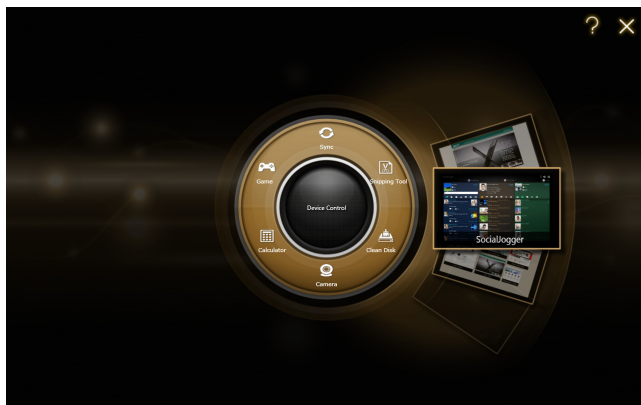 ?
Sync
Game
Snipping Tool
Device Control
Calculator
Clean Disk
Camera
SocialJogger